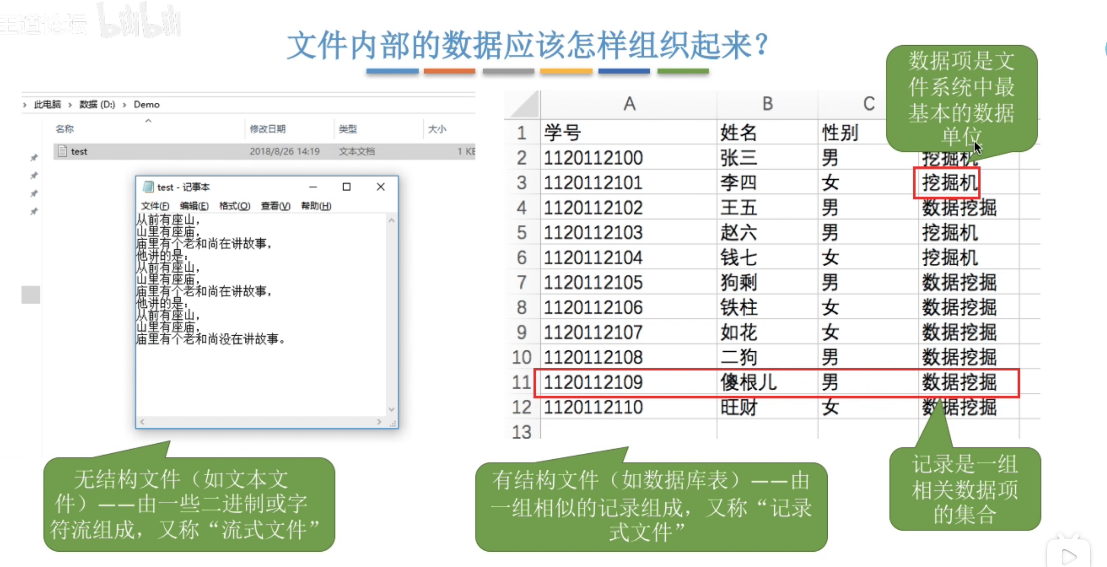 王道论坛 bilibili
文件内部的数据应该怎样组织起来？
数据项是文
件系统中最
基本的数据
单位
此电脑 › 数据 (D:) › Demo
名称 修改日期 类型 大小
test 2018/8/26 14:19 文本文档 1 KB
test - 记事本
文件(F) 编辑(E) 格式(O) 查看(V) 帮助(H)
从前有座山，
山里有座庙，
庙里有个老和尚在讲故事，
他讲的是：
从前有座山，
山里有座庙，
庙里有个老和尚在讲故事，
他讲的是：
从前有座山，
山里有座庙，
庙里有个老和尚没在讲故事。
A B C
1 学号 姓名 性别
2 1120112100 张三 男 挖掘机
3 1120112101 李四 女 挖掘机
4 1120112102 王五 男 数据挖掘
5 1120112103 赵六 男 挖掘机
6 1120112104 钱七 女 挖掘机
7 1120112105 狗剩 男 数据挖掘
8 1120112106 铁柱 女 数据挖掘
9 1120112107 如花 女 数据挖掘
10 1120112108 二狗 男 数据挖掘
11 1120112109 傻根儿 男 数据挖掘
12 1120112110 旺财 女 数据挖掘
13
无结构文件（如文本文
件）——由一些二进制或字
符流组成，又称“流式文件”
有结构文件（如数据库表）——由
一组相似的记录组成，又称“记录
式文件”
记录是一组
相关数据项
的集合